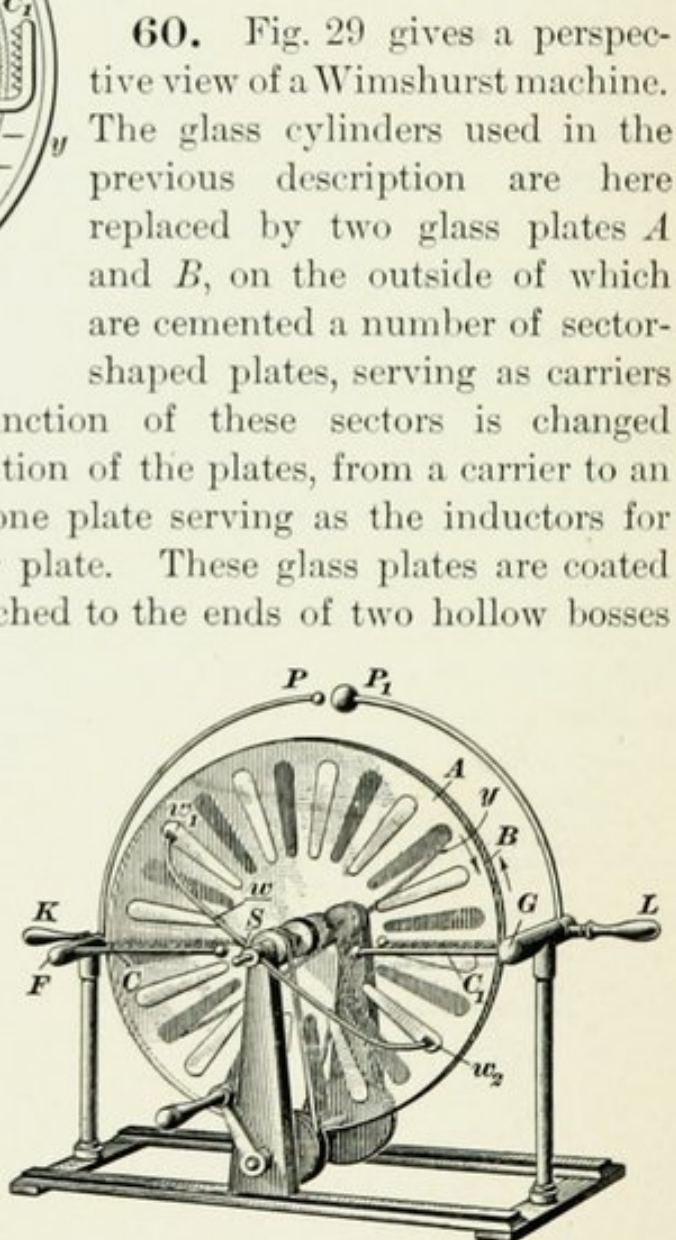 C₁
60. Fig. 29 gives a perspec-
tive view of a Wimshurst machine.
The glass cylinders used in the
y
previous description are here
replaced by two glass plates A
and B, on the outside of which
are cemented a number of sector-
shaped plates, serving as carriers
nction of these sectors is changed
tion of the plates, from a carrier to an
one plate serving as the inductors for
plate. These glass plates are coated
ched to the ends of two hollow bosses
P P₁
A
y
w₁
B
w
K S G L
F C C₁
w₂